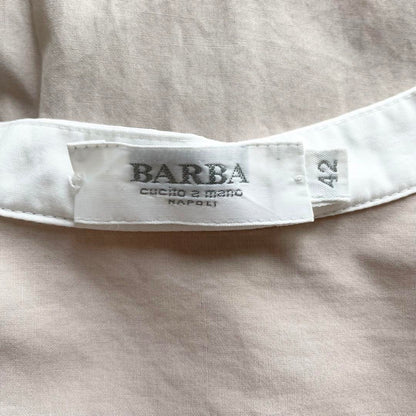 BARBA
cucito a mano
NAPOLI
42